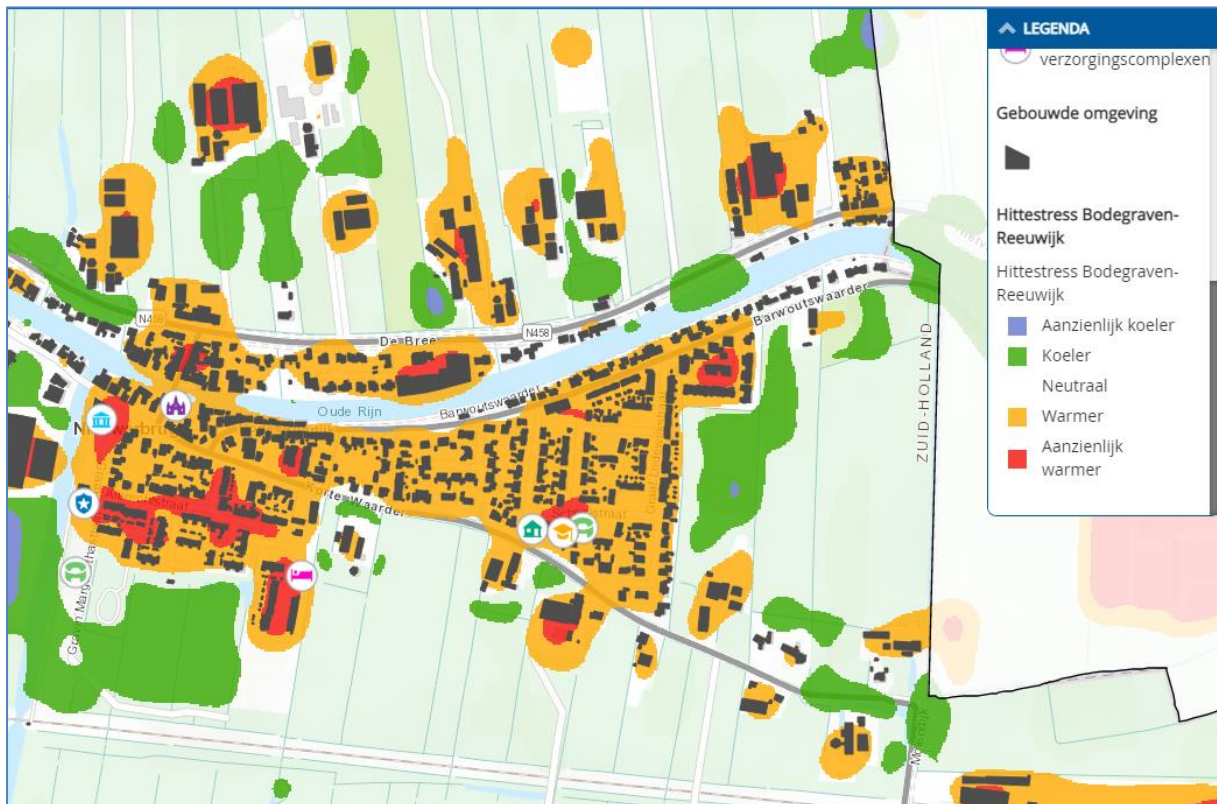 LEGENDA
verzorgingscomplexen
Gebouwde omgeving
Hittestress Bodegraven-
Reeuwijk
Hittestress Bodegraven-
Reeuwijk
Aanzienlijk koeler
Koeler
Neutraal
Warmer
Aanzienlijk
warmer
N458
N458
De Bree
Barwoutswaarder
Barwoutswaarder
Oude Rijn
Korte Waarder
ZUID-HOLLAND